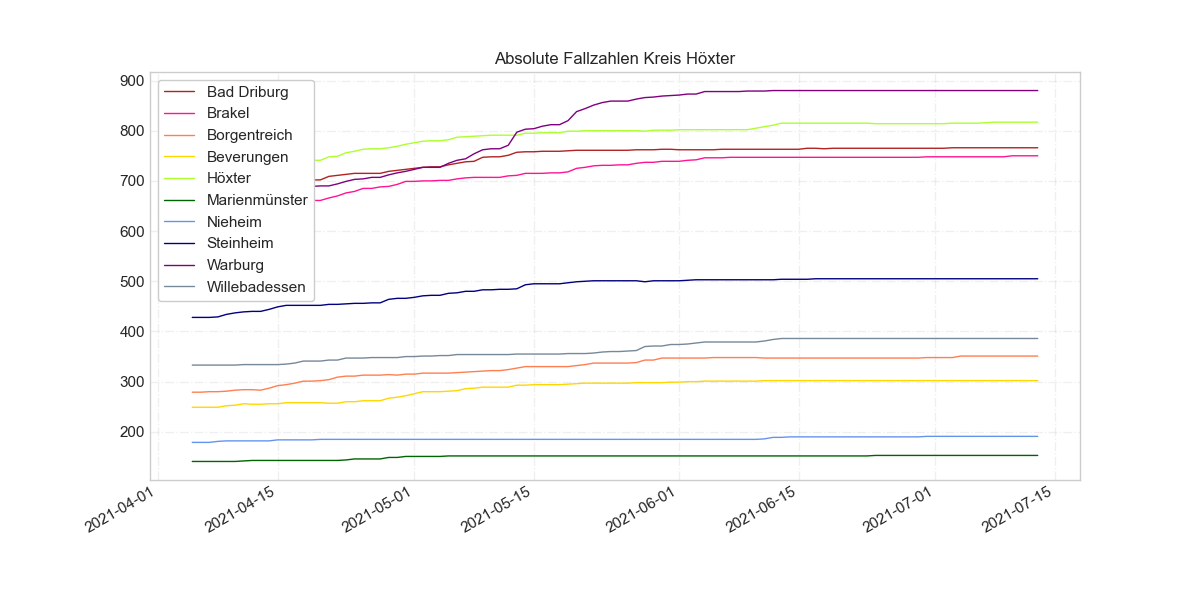 Absolute Fallzahlen Kreis Höxter
900
800
700
600
500
400
300
200
Bad Driburg
Brakel
Borgentreich
Beverungen
Höxter
Marienmünster
Nieheim
Steinheim
Warburg
Willebadessen
2021-04-01
2021-04-15
2021-05-01
2021-05-15
2021-06-01
2021-06-15
2021-07-01
2021-07-15